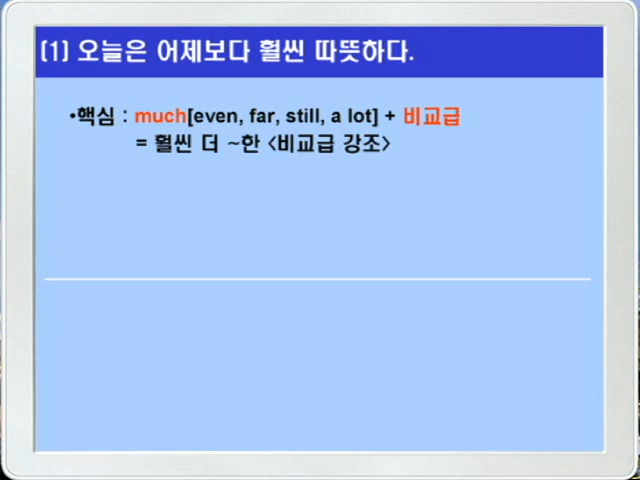 (1) 오늘은 어제보다 훨씬 따뜻하다.
•핵심 : much[even, far, still, a lot] + 비교급
= 훨씬 더 ~한 <비교급 강조>